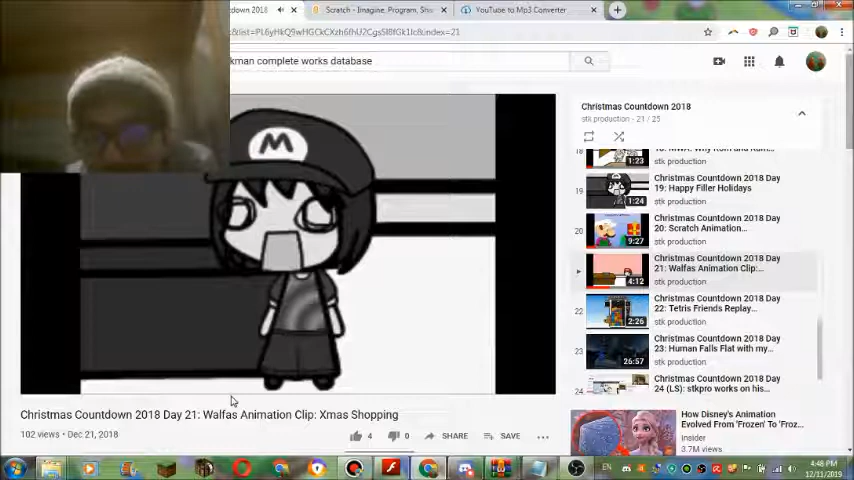 down 2018
Scratch - Imagine, Program, Sh
YouTube to Mp3 Converter
list=PL6yHkQ9wHGCkCXzh6fhUJ2CgsSl8fGk1Ic&index=21
kman complete works database
M
Christmas Countdown 2018
stk production - 21 / 25
18
1:23
stk production
19
1:24
Christmas Countdown 2018 Day
19: Happy Filler Holidays
stk production
20
9:27
Christmas Countdown 2018 Day
20: Scratch Animation...
stk production
4:12
Christmas Countdown 2018 Day
21: Walfas Animation Clip:...
stk production
22
2:26
Christmas Countdown 2018 Day
22: Tetris Friends Replay...
stk production
23
26:57
Christmas Countdown 2018 Day
23: Human Falls Flat with my...
stk production
24
Christmas Countdown 2018 Day
24 (LS): stkpro works on his...
Christmas Countdown 2018 Day 21: Walfas Animation Clip: Xmas Shopping
102 views • Dec 21, 2018
4
0
SHARE
SAVE
How Disney's Animation
Evolved From 'Frozen' To 'Froz...
Insider
3.7M views
EN
4:48 PM
12/11/2019